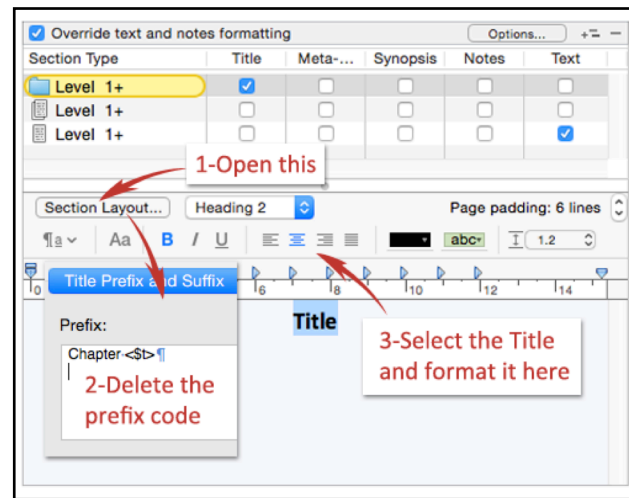 Override text and notes formatting Options...
Section Type Title Meta-... Synopsis Notes Text
Level 1+
Level 1+
Level 1+
1-Open this
Section Layout... Heading 2 Page padding: 6 lines
¶a Aa B I U abc 1.2
0 6 8 10 12 14
Title Prefix and Suffix
Prefix:
Title
Chapter·<$t>¶
2-Delete the
prefix code
3-Select the Title
and format it here